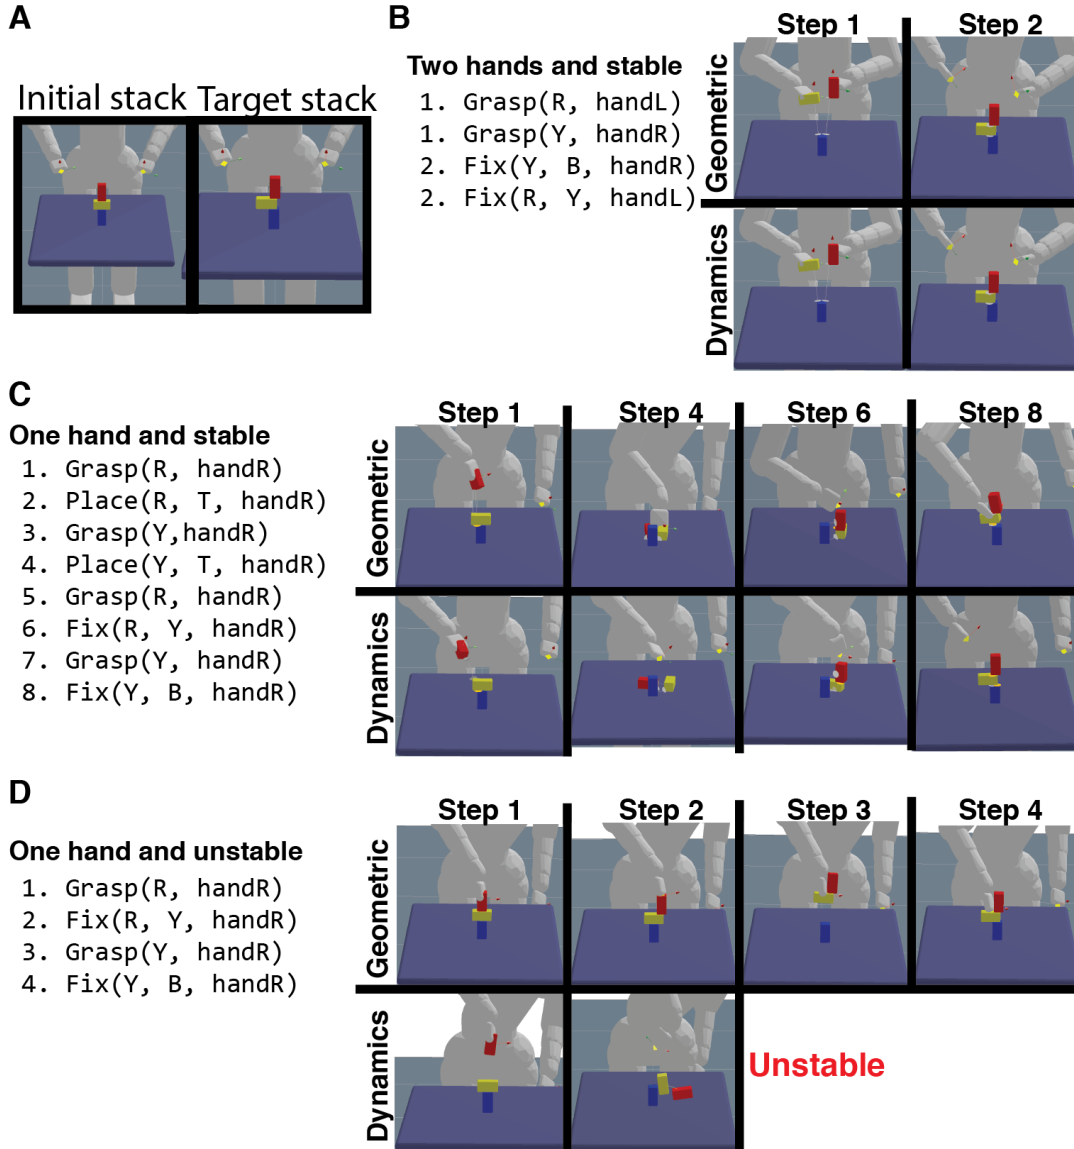 A
Initial stack
Target stack
B
Two hands and stable
1. Grasp(R, handL)
1. Grasp(Y, handR)
2. Fix(Y, B, handR)
2. Fix(R, Y, handL)
Step 1
Step 2
Geometric
Dynamics
C
One hand and stable
1. Grasp(R, handR)
2. Place(R, T, handR)
3. Grasp(Y,handR)
4. Place(Y, T, handR)
5. Grasp(R, handR)
6. Fix(R, Y, handR)
7. Grasp(Y, handR)
8. Fix(Y, B, handR)
Step 1
Step 4
Step 6
Step 8
Geometric
Dynamics
D
One hand and unstable
1. Grasp(R, handR)
2. Fix(R, Y, handR)
3. Grasp(Y, handR)
4. Fix(Y, B, handR)
Step 1
Step 2
Step 3
Step 4
Geometric
Dynamics
Unstable